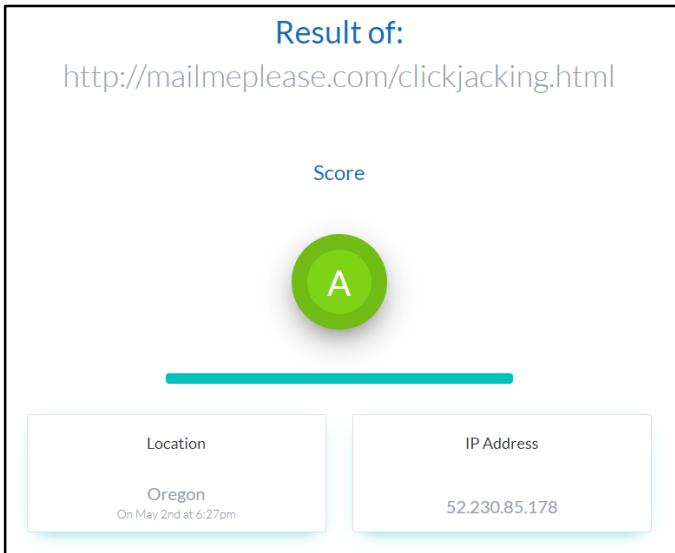 Result of:
http://mailmeplease.com/clickjacking.html
Score
A
Location
Oregon
On May 2nd at 6:27pm
IP Address
52.230.85.178